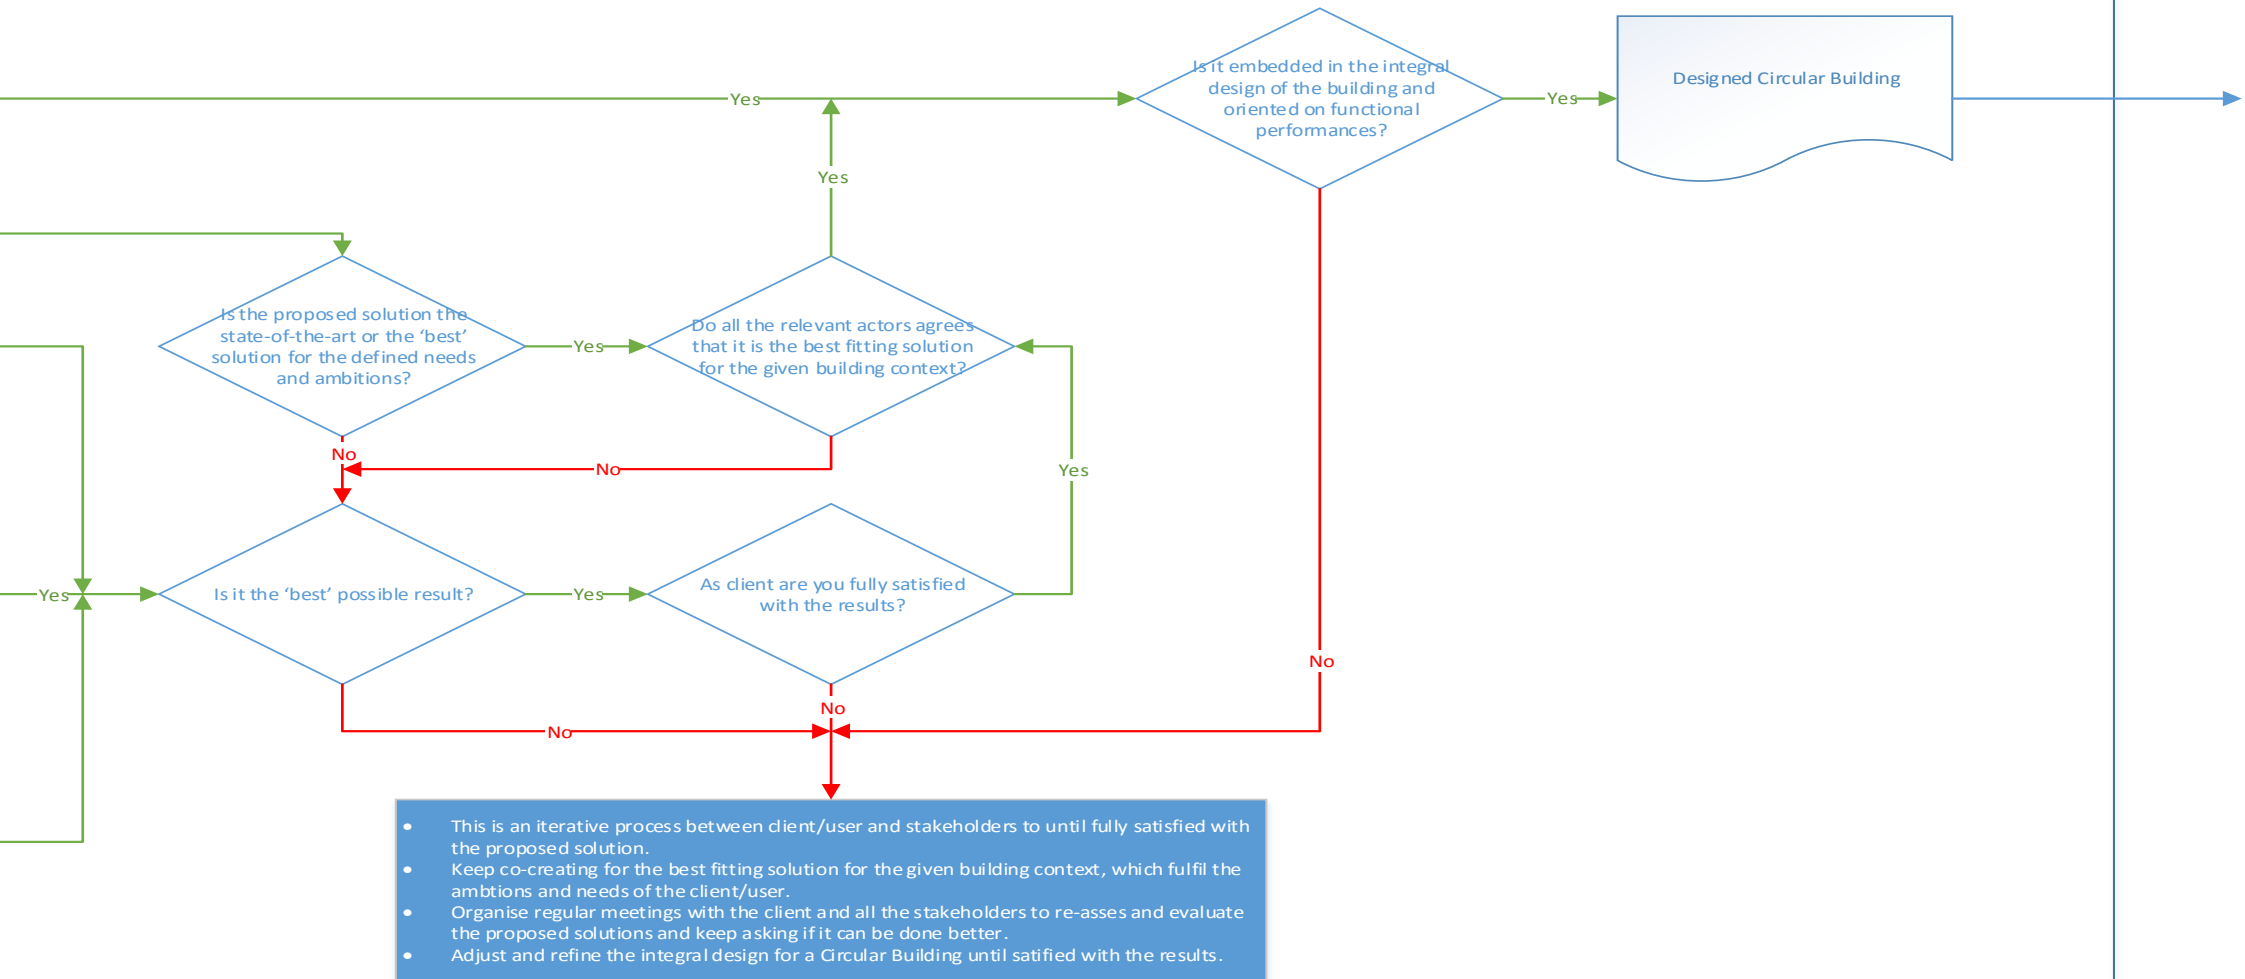 Is it embedded in the integral
design of the building and
oriented on functional
performances?
Yes
Yes
Designed Circular Building
Yes
Is the proposed solution the
state-of-the-art or the ‘best’
solution for the defined needs
and ambitions?
Yes
Do all the relevant actors agrees
that it is the best fitting solution
for the given building context?
No
No
Yes
Yes
Is it the ‘best’ possible result?
Yes
As client are you fully satisfied
with the results?
No
No
No
• This is an iterative process between client/user and stakeholders to until fully satisfied with
the proposed solution.
• Keep co-creating for the best fitting solution for the given building context, which fulfil the
ambtions and needs of the client/user.
• Organise regular meetings with the client and all the stakeholders to re-asses and evaluate
the proposed solutions and keep asking if it can be done better.
• Adjust and refine the integral design for a Circular Building until satified with the results.